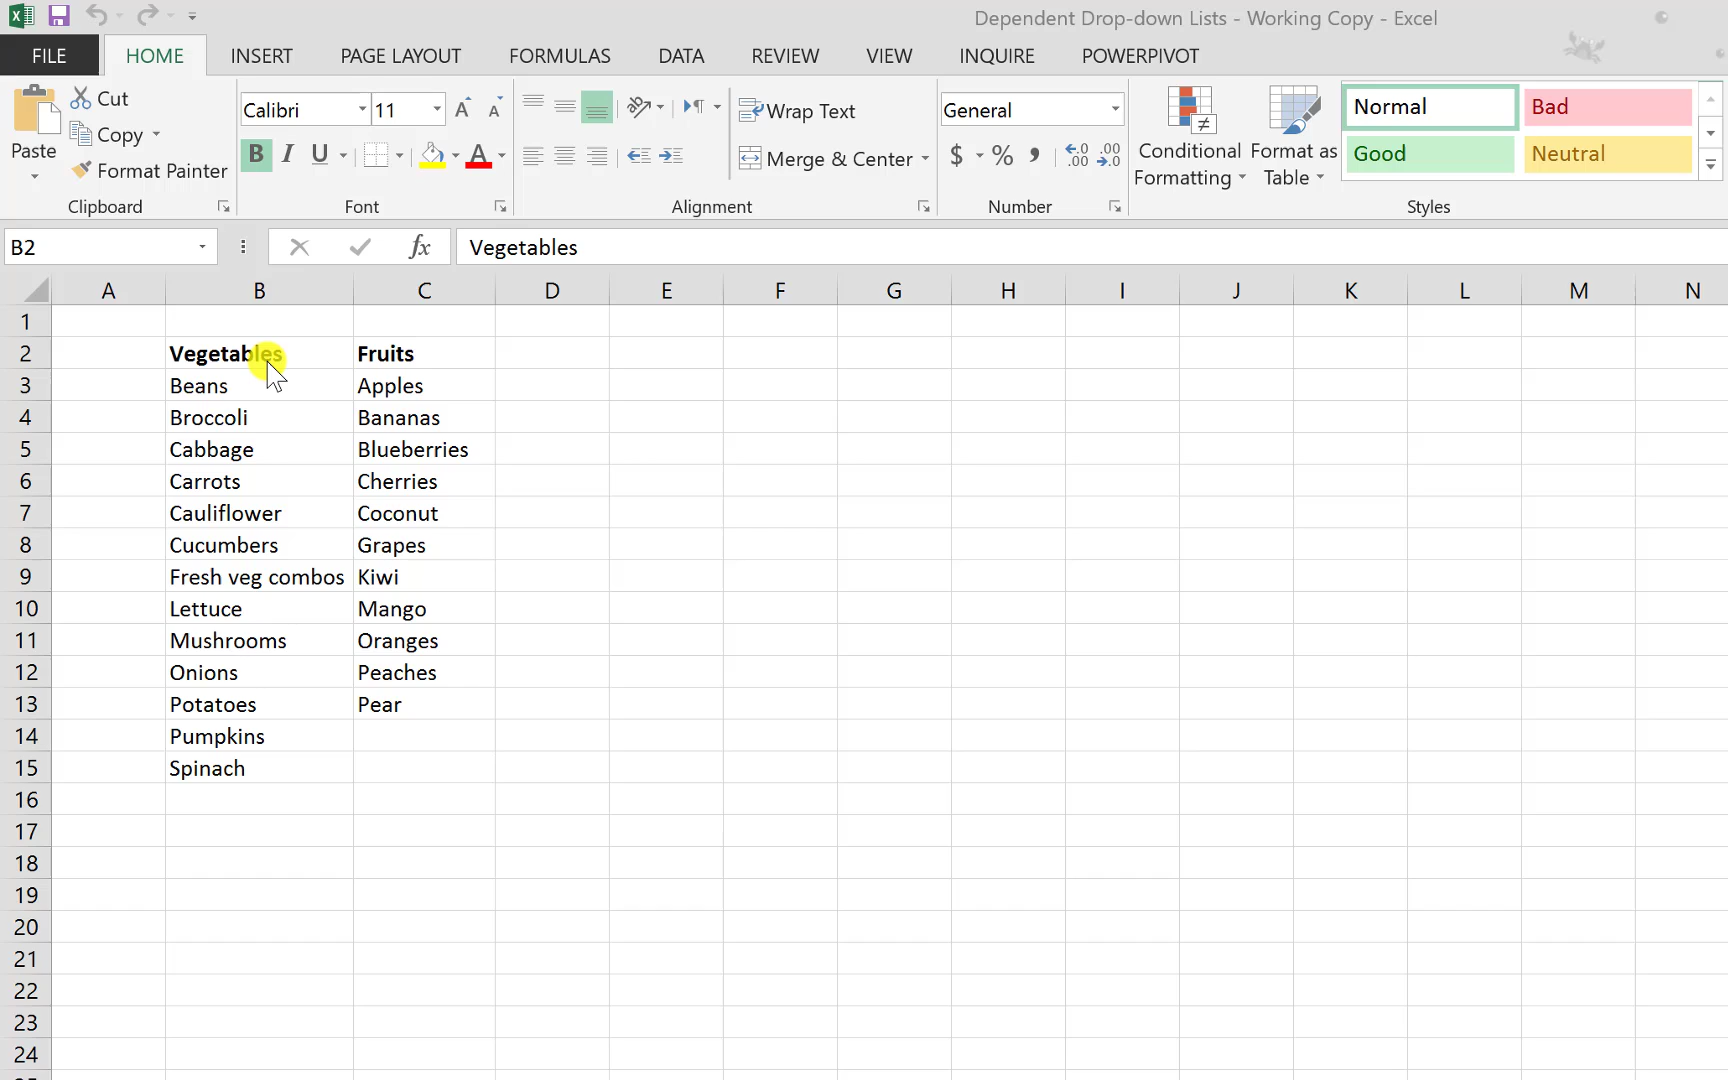 Dependent Drop-down Lists - Working Copy - Excel
FILE HOME INSERT PAGE LAYOUT FORMULAS DATA REVIEW VIEW INQUIRE POWERPIVOT
Paste
Cut
Copy
Format Painter
Clipboard
Calibri 11
B I U A
Font
Wrap Text
Merge & Center
Alignment
General
$ % ,
Number
Conditional Formatting
Format as Table
Normal Bad
Good Neutral
Styles
B2 fx Vegetables
A B C D E F G H I J K L M N
1
2 Vegetables Fruits
3 Beans Apples
4 Broccoli Bananas
5 Cabbage Blueberries
6 Carrots Cherries
7 Cauliflower Coconut
8 Cucumbers Grapes
9 Fresh veg combos Kiwi
10 Lettuce Mango
11 Mushrooms Oranges
12 Onions Peaches
13 Potatoes Pear
14 Pumpkins
15 Spinach
16
17
18
19
20
21
22
23
24